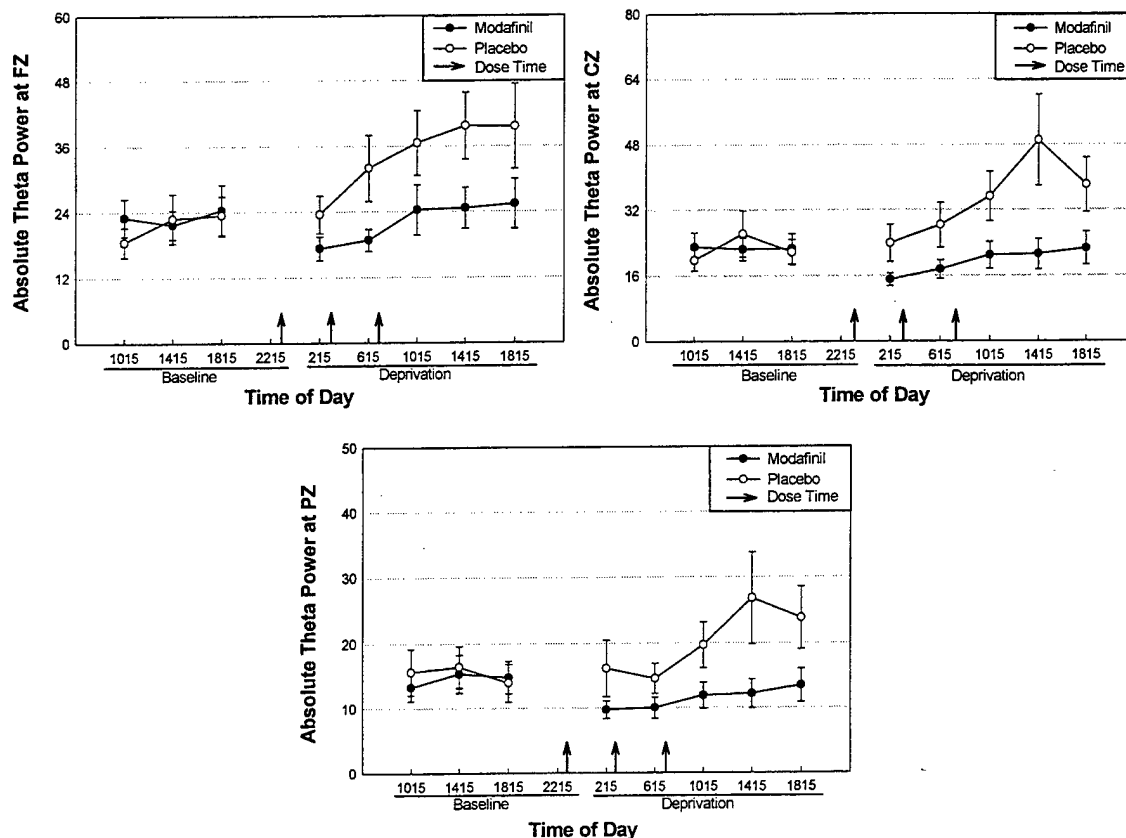 Absolute Theta Power at FZ
60
48
36
24
12
0
Modafinil
Placebo
Dose Time
1015 1415 1815 2215 215 615 1015 1415 1815
Baseline Deprivation
Time of Day
Absolute Theta Power at CZ
80
64
48
32
16
0
Modafinil
Placebo
Dose Time
1015 1415 1815 2215 215 615 1015 1415 1815
Baseline Deprivation
Time of Day
Absolute Theta Power at PZ
50
40
30
20
10
0
Modafinil
Placebo
Dose Time
1015 1415 1815 2215 215 615 1015 1415 1815
Baseline Deprivation
Time of Day